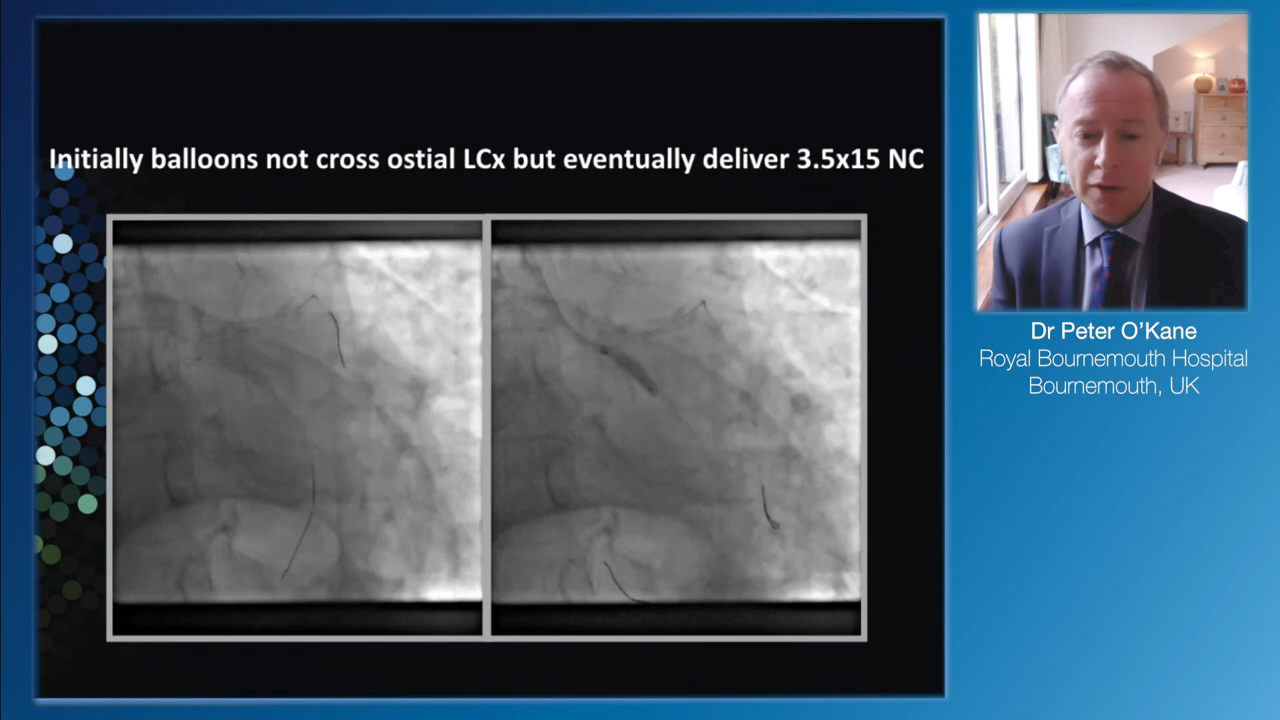 Initially balloons not cross ostial LCx but eventually deliver 3.5x15 NC
Dr Peter O’Kane
Royal Bournemouth Hospital
Bournemouth, UK